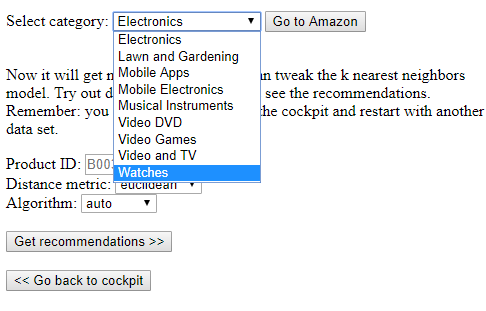 Select category: Electronics Go to Amazon
Electronics
Lawn and Gardening
Mobile Apps
Mobile Electronics
Musical Instruments
Video DVD
Video Games
Video and TV
Watches
Now it will get n an tweak the k nearest neighbors
model. Try out d see the recommendations.
Remember: you the cockpit and restart with another
data set.
Product ID: B00
Distance metric: euclidean
Algorithm: auto
Get recommendations >>
<< Go back to cockpit